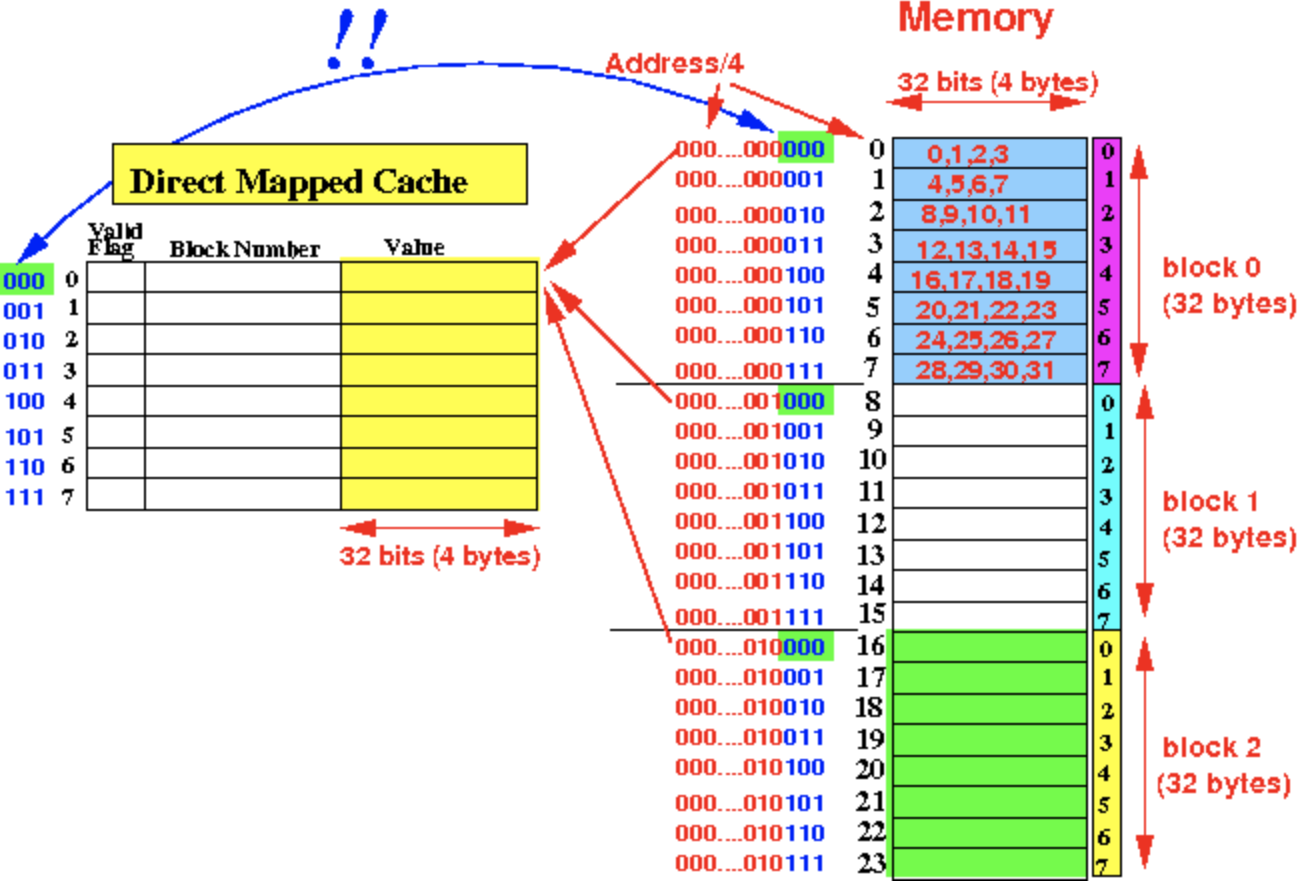 !!
Memory
Address/4
32 bits (4 bytes)
Direct Mapped Cache
Valid
Flag Block Number Value
000 0
001 1
010 2
011 3
100 4
101 5
110 6
111 7
32 bits (4 bytes)
000....000000 0 0,1,2,3 0
000....000001 1 4,5,6,7 1
000....000010 2 8,9,10,11 2
000....000011 3 12,13,14,15 3
000....000100 4 16,17,18,19 4
000....000101 5 20,21,22,23 5
000....000110 6 24,25,26,27 6
000....000111 7 28,29,30,31 7
block 0
(32 bytes)
000....001000 8 0
000....001001 9 1
000....001010 10 2
000....001011 11 3
000....001100 12 4
000....001101 13 5
000....001110 14 6
000....001111 15 7
block 1
(32 bytes)
000....010000 16 0
000....010001 17 1
000....010010 18 2
000....010011 19 3
000....010100 20 4
000....010101 21 5
000....010110 22 6
000....010111 23 7
block 2
(32 bytes)